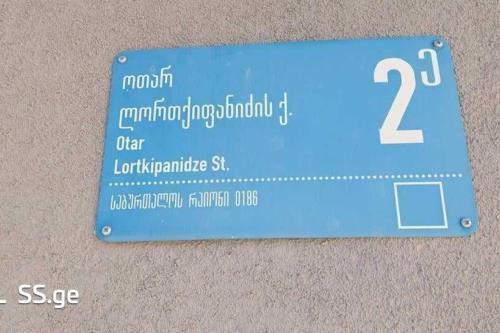 ოთარ
ლორთქიფანიძის ქ.
Otar
Lortkipanidze St.
2ე
საბურთალოს რაიონი 0186
SS.ge